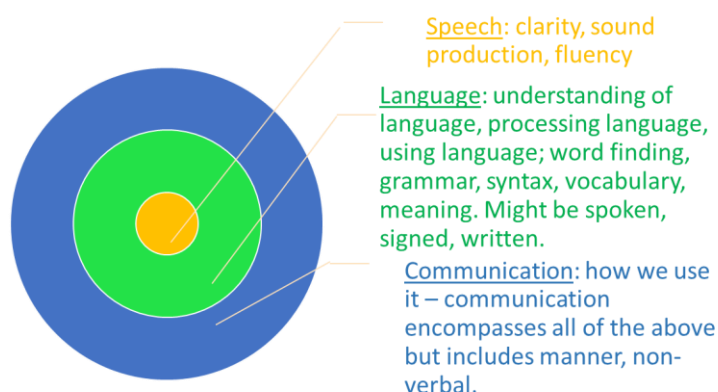 Speech: clarity, sound
production, fluency
Language: understanding of
language, processing language,
using language; word finding,
grammar, syntax, vocabulary,
meaning. Might be spoken,
signed, written.
Communication: how we use
it – communication
encompasses all of the above
but includes manner, non-
verbal.